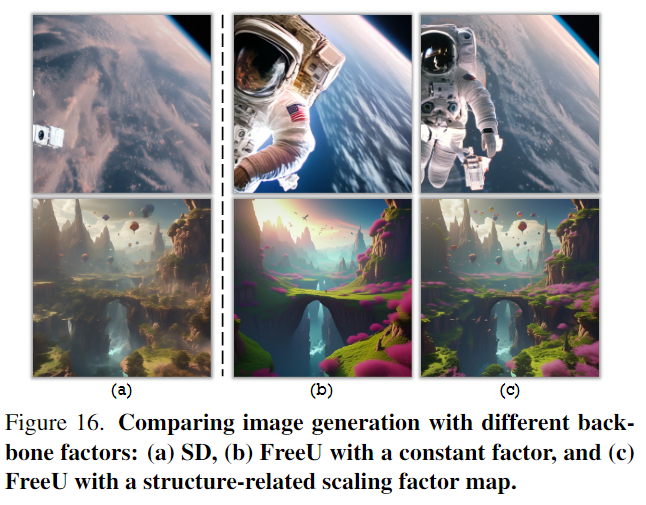 (a)
(b)
(c)
Figure 16. Comparing image generation with different back-
bone factors: (a) SD, (b) FreeU with a constant factor, and (c)
FreeU with a structure-related scaling factor map.